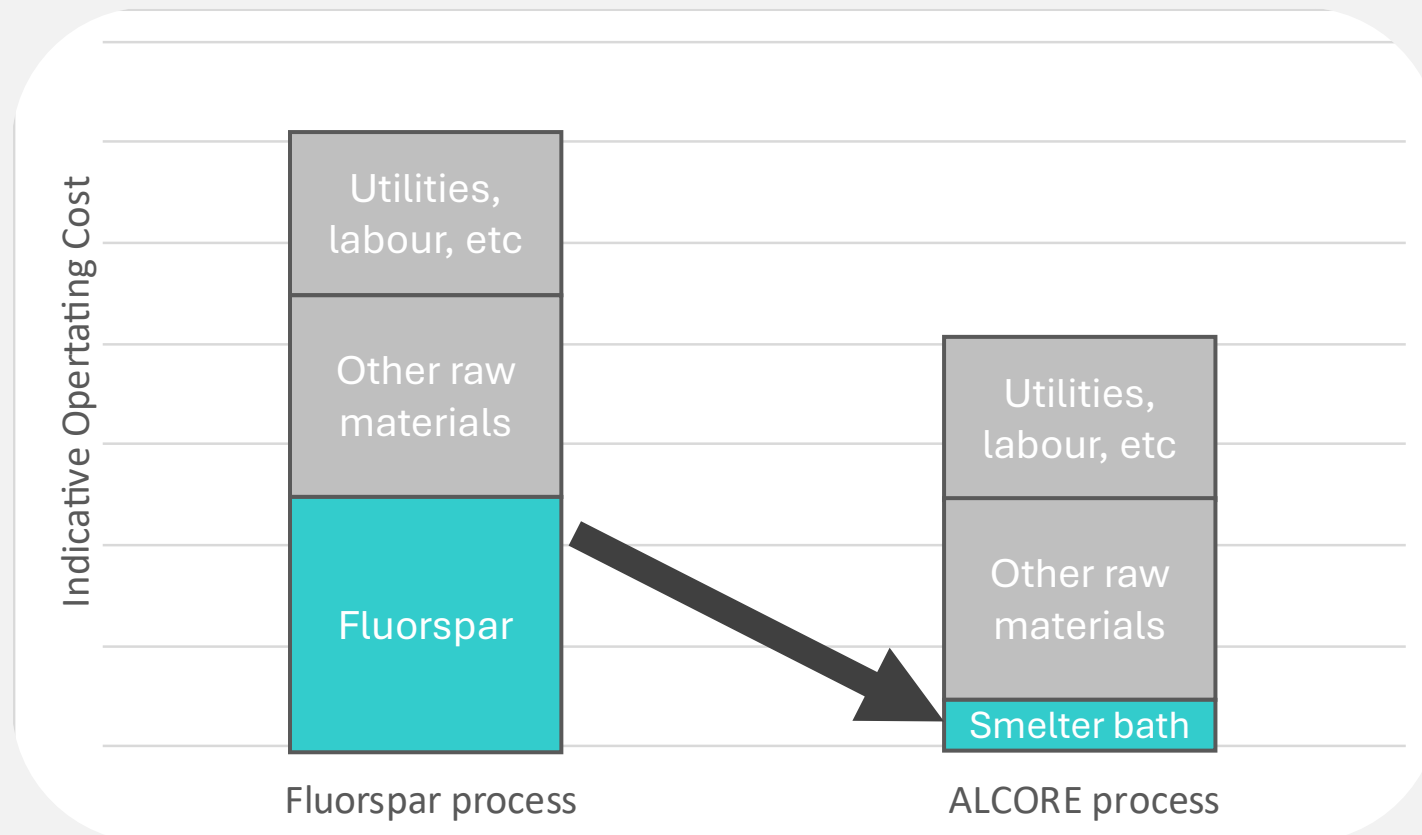 Indicative Opertating Cost
Utilities,
labour, etc
Other raw
materials
Fluorspar
Utilities,
labour, etc
Other raw
materials
Smelter bath
Fluorspar process
ALCORE process